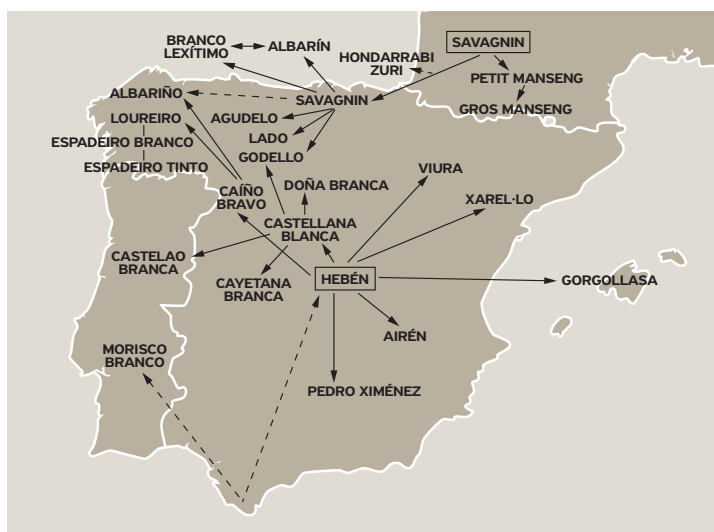 BRANCO
LEXÍTIMO
ALBARÍN
HONDARRABI
ZURI
SAVAGNIN
PETIT MANSENG
GROS MANSENG
ALBARIÑO
SAVAGNIN
LOUREIRO
AGUDELO
ESPADEIRO BRANCO
LADO
GODELLO
ESPADEIRO TINTO
CAÍÑO
BRAVO
DOÑA BRANCA
VIURA
XAREL·LO
CASTELLANA
BLANCA
CASTELAO
BRANCA
CAYETANA
BRANCA
HEBÉN
GORGOLLASA
AIRÉN
MORISCO
BRANCO
PEDRO XIMÉNEZ